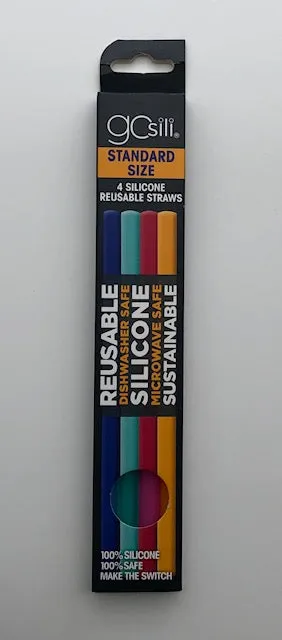 gosili®
STANDARD
SIZE
4 SILICONE
REUSABLE STRAWS
REUSABLE
DISHWASHER SAFE
SILICONE
MICROWAVE SAFE
SUSTAINABLE
100% SILICONE
100% SAFE
MAKE THE SWITCH